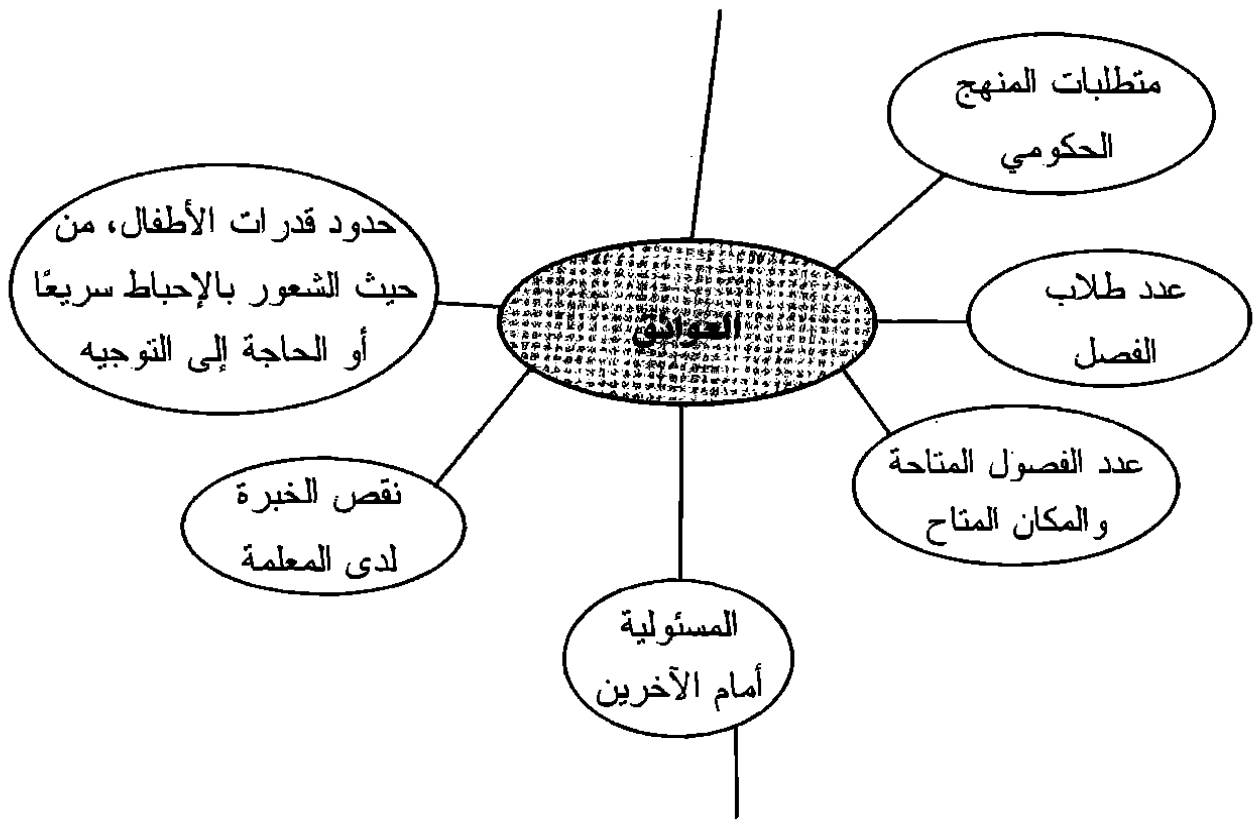 متطلبات المنهج
الحكومي
حدود قدرات الأطفال، من
حيث الشعور بالإحباط سريعًا
أو الحاجة إلى التوجيه
العوائق
عدد طلاب
الفصل
عدد الفصول المتاحة
والمكان المتاح
نقص الخبرة
لدى المعلمة
المسئولية
أمام الآخرين